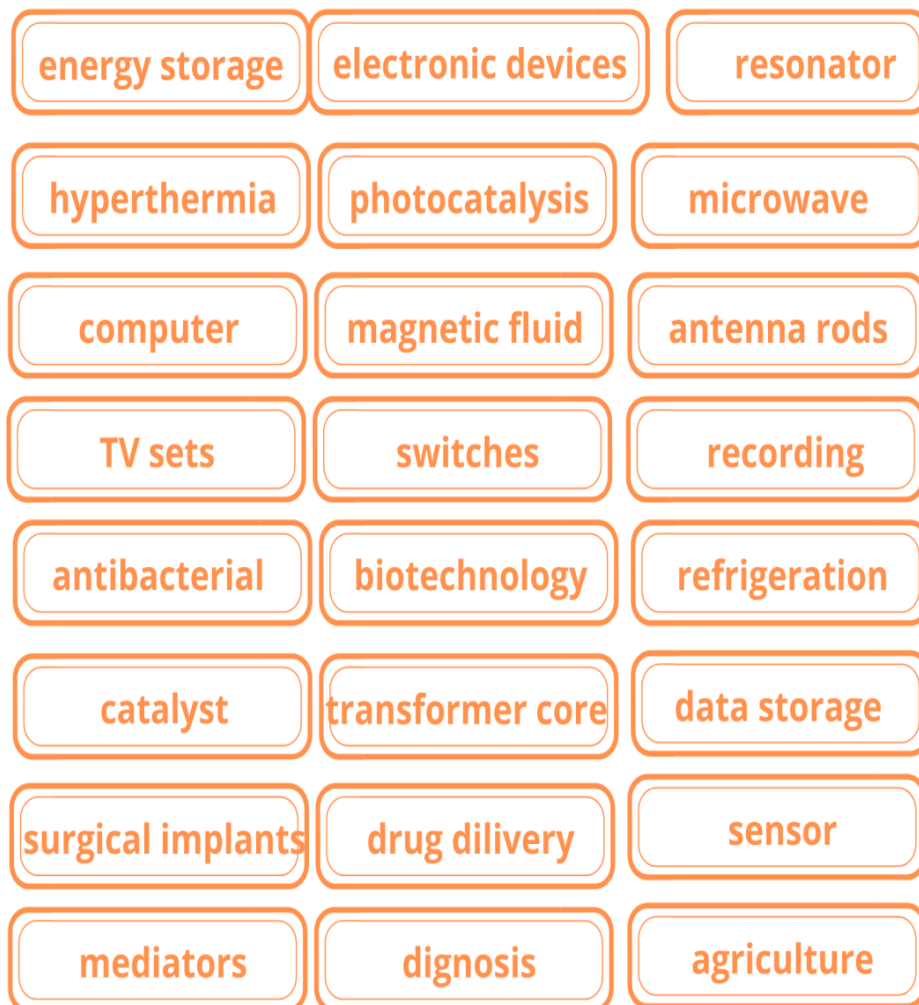 energy storage
electronic devices
resonator
hyperthermia
photocatalysis
microwave
computer
magnetic fluid
antenna rods
TV sets
switches
recording
antibacterial
biotechnology
refrigeration
catalyst
transformer core
data storage
surgical implants
drug dilivery
sensor
mediators
dignosis
agriculture